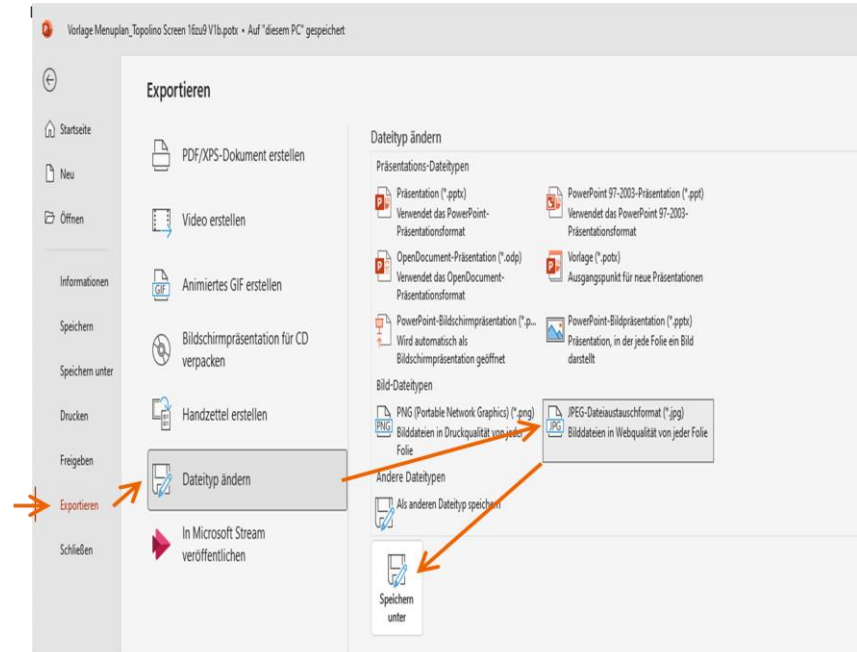 Vorlage Menuplan_Topolino Screen 16zu9 V1b.potx • Auf "diesem PC" gespeichert
Exportieren
Startseite
Neu
Öffnen
Informationen
Speichern
Speichern unter
Drucken
Freigeben
Exportieren
Schließen
PDF/XPS-Dokument erstellen
Video erstellen
GIF
Animiertes GIF erstellen
Bildschirmpräsentation für CD
verpacken
Handzettel erstellen
Dateityp ändern
In Microsoft Stream
veröffentlichen
Dateityp ändern
Präsentations-Dateitypen
Präsentation (*.pptx)
Verwendet das PowerPoint-
Präsentationsformat
PowerPoint 97-2003-Präsentation (*.ppt)
Verwendet das PowerPoint 97-2003-
Präsentationsformat
OpenDocument-Präsentation (*.odp)
Verwendet das OpenDocument-
Präsentationsformat
Vorlage (*.potx)
Ausgangspunkt für neue Präsentationen
PowerPoint-Bildschirmpräsentation (*.p...
Wird automatisch als
Bildschirmpräsentation geöffnet
PowerPoint-Bildpräsentation (*.pptx)
Präsentation, in der jede Folie ein Bild
darstellt
Bild-Dateitypen
PNG
PNG (Portable Network Graphics) (*.png)
Bilddateien in Druckqualität von jeder
Folie
JPG
JPEG-Dateiaustauschformat (*.jpg)
Bilddateien in Webqualität von jeder Folie
Andere Dateitypen
Als anderen Dateityp speichern
Speichern
unter